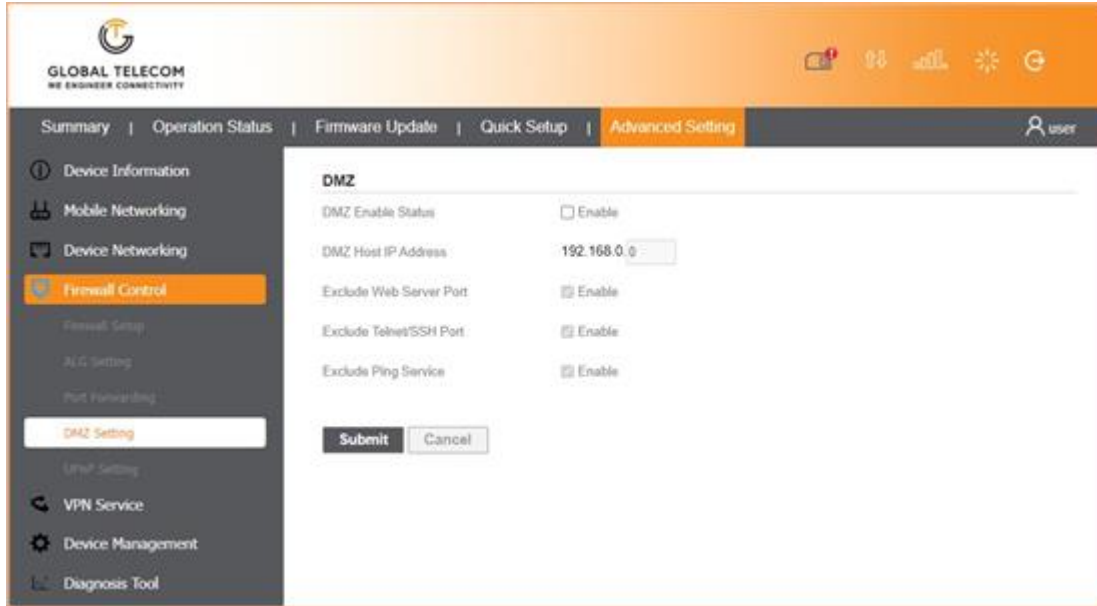 GLOBAL TELECOM
WE ENGINEER CONNECTIVITY
Summary | Operation Status | Firmware Update | Quick Setup | Advanced Setting
user
Device Information
Mobile Networking
Device Networking
Firewall Control
Firewall Setup
ALG Setting
Port Forwarding
DMZ Setting
UPnP Setting
VPN Service
Device Management
Diagnosis Tool
DMZ
DMZ Enable Status Enable
DMZ Host IP Address 192.168.0.0
Exclude Web Server Port Enable
Exclude Telnet/SSH Port Enable
Exclude Ping Service Enable
Submit Cancel